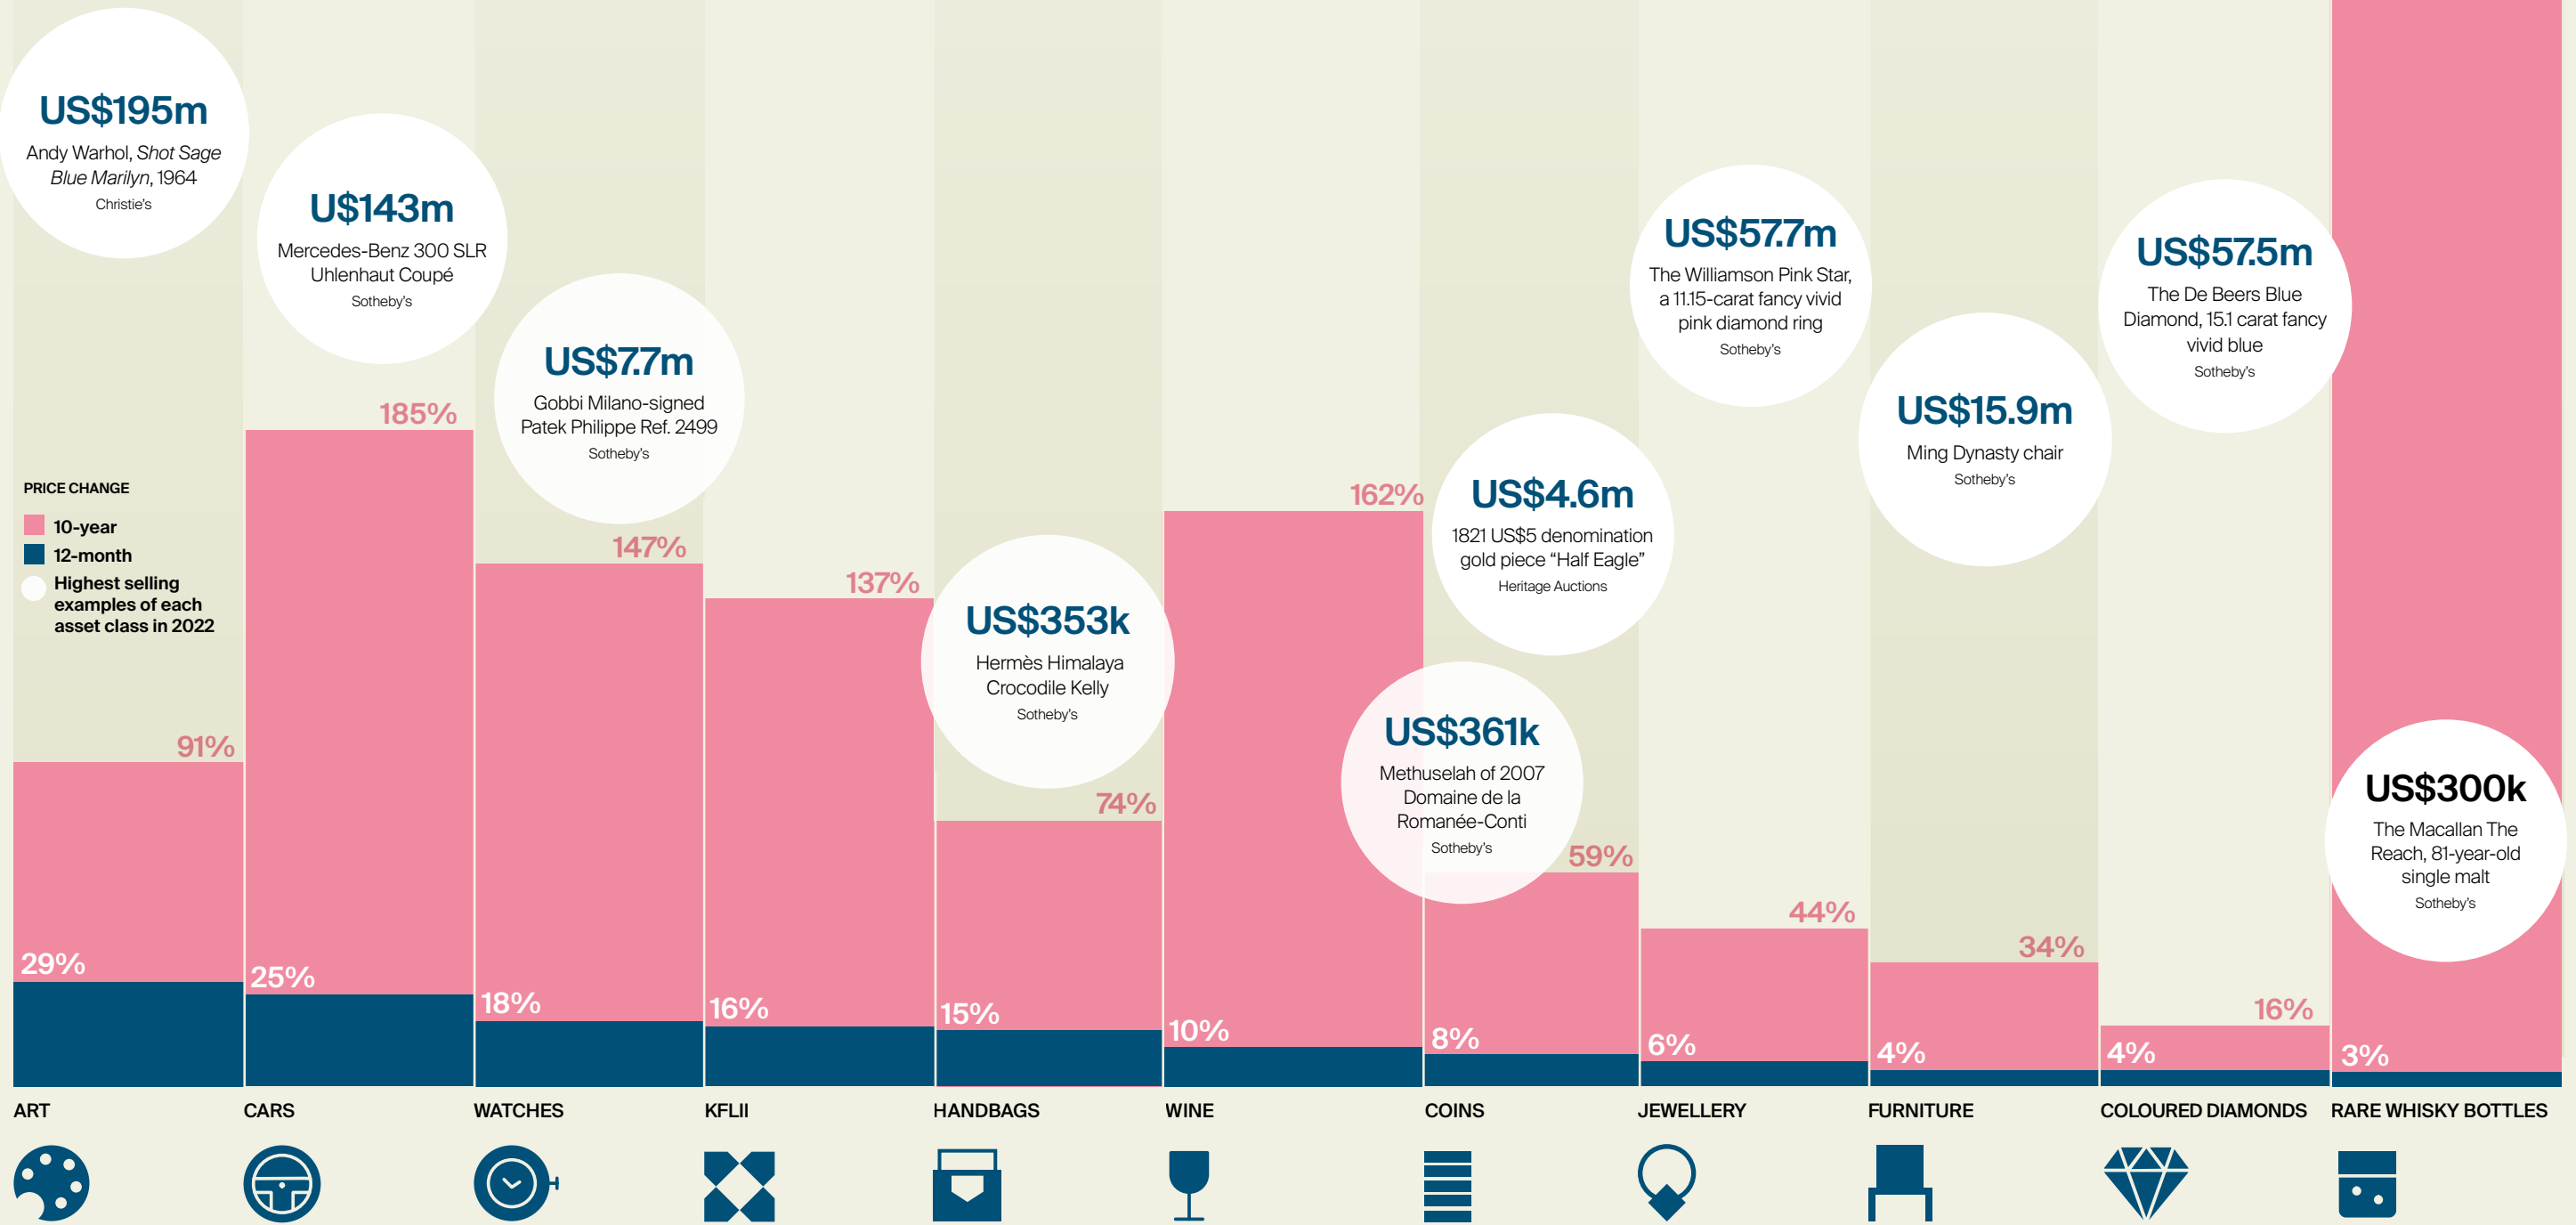 US$195m
Andy Warhol, Shot Sage
Blue Marilyn, 1964
Christie's
U$143m
Mercedes-Benz 300 SLR
Uhlenhaut Coupé
Sotheby's
US$7.7m
Gobbi Milano-signed
Patek Philippe Ref. 2499
Sotheby's
US$353k
Hermès Himalaya
Crocodile Kelly
Sotheby's
US$361k
Methuselah of 2007
Domaine de la
Romanée-Conti
Sotheby's
US$4.6m
1821 US$5 denomination
gold piece “Half Eagle”
Heritage Auctions
US$57.7m
The Williamson Pink Star,
a 11.15-carat fancy vivid
pink diamond ring
Sotheby's
US$15.9m
Ming Dynasty chair
Sotheby's
US$57.5m
The De Beers Blue
Diamond, 15.1 carat fancy
vivid blue
Sotheby's
US$300k
The Macallan The
Reach, 81-year-old
single malt
Sotheby's
PRICE CHANGE
10-year
12-month
Highest selling
examples of each
asset class in 2022
91%
185%
147%
137%
74%
162%
59%
44%
34%
16%
29%
25%
18%
16%
15%
10%
8%
6%
4%
4%
3%
ART
CARS
WATCHES
KFLII
HANDBAGS
WINE
COINS
JEWELLERY
FURNITURE
COLOURED DIAMONDS
RARE WHISKY BOTTLES